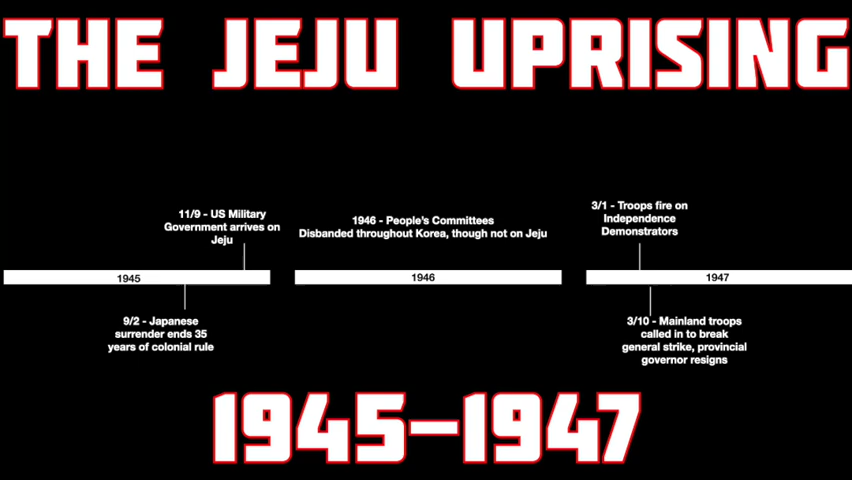 THE JEJU UPRISING
11/9 - US Military
Government arrives on
Jeju
1946 - People's Committees
Disbanded throughout Korea, though not on Jeju
3/1 - Troops fire on
Independence
Demonstrators
1945
1946
1947
9/2 - Japanese
surrender ends 35
years of colonial rule
3/10 - Mainland troops
called in to break
general strike, provincial
governor resigns
1945–1947